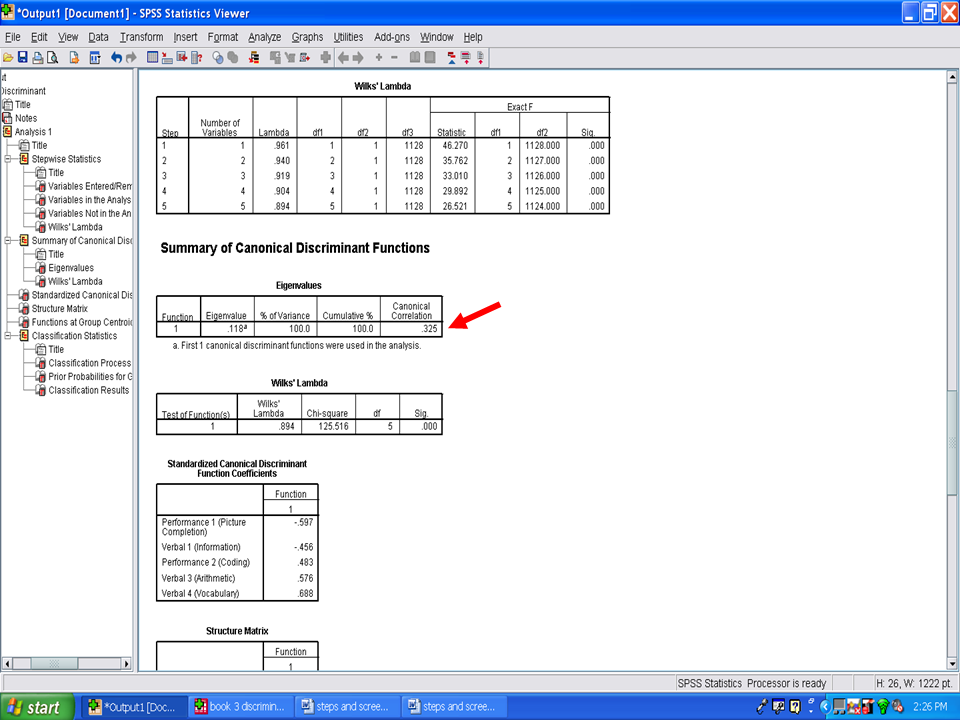 *Output1 [Document1] - SPSS Statistics Viewer
File Edit View Data Transform Insert Format Analyze Graphs Utilities Add-ons Window Help
ut
Discriminant
Title
Notes
Analysis 1
Title
Stepwise Statistics
Title
Variables Entered/Rem
Variables in the Analys
Variables Not in the An
Wilks' Lambda
Summary of Canonical Disc
Title
Eigenvalues
Wilks' Lambda
Standardized Canonical Dis
Structure Matrix
Functions at Group Centroid
Classification Statistics
Title
Classification Process
Prior Probabilities for G
Classification Results
Wilks' Lambda
Exact F
Step Number of Variables Lambda df1 df2 df3 Statistic df1 df2 Sig.
1 1 .961 1 1 1128 46.270 1 1128.000 .000
2 2 .940 2 1 1128 35.762 2 1127.000 .000
3 3 .919 3 1 1128 33.010 3 1126.000 .000
4 4 .904 4 1 1128 29.892 4 1125.000 .000
5 5 .894 5 1 1128 26.521 5 1124.000 .000
Summary of Canonical Discriminant Functions
Eigenvalues
Function Eigenvalue % of Variance Cumulative % Canonical Correlation
1 .118a 100.0 100.0 .325
a. First 1 canonical discriminant functions were used in the analysis.
Wilks' Lambda
Test of Function(s) Wilks' Lambda Chi-square df Sig.
1 .894 125.516 5 .000
Standardized Canonical Discriminant
Function Coefficients
Function
1
Performance 1 (Picture Completion) -.597
Verbal 1 (Information) -.456
Performance 2 (Coding) .483
Verbal 3 (Arithmetic) .576
Verbal 4 (Vocabulary) .688
Structure Matrix
Function
1
SPSS Statistics Processor is ready H: 26, W: 1222 pt.
start *Output1 [Doc... book 3 discrimin... steps and scree... steps and scree... 2:26 PM